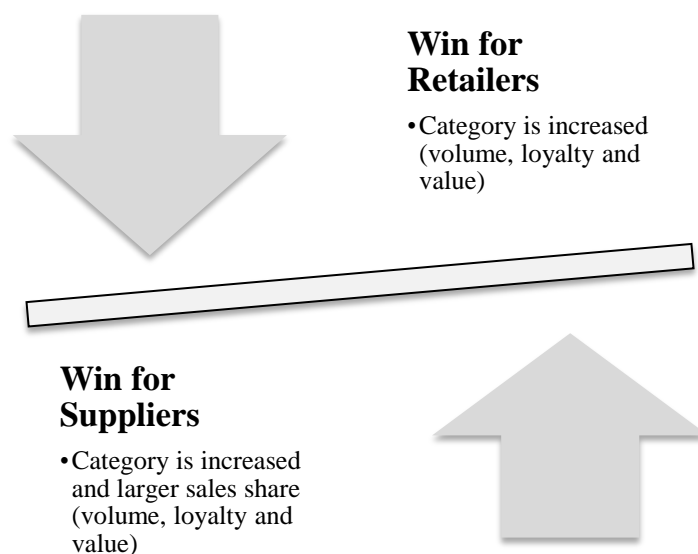 Win for
Retailers
•Category is increased
(volume, loyalty and
value)
Win for
Suppliers
•Category is increased
and larger sales share
(volume, loyalty and
value)